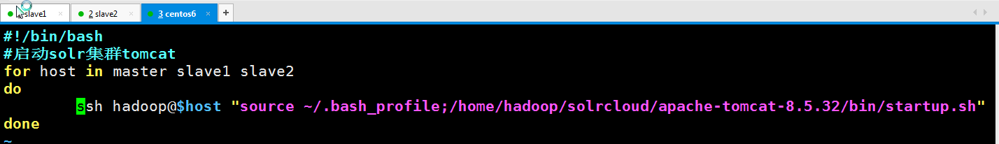 slave1 × 2 slave2 × 3 centos6 × +
#!/bin/bash
#启动solr集群tomcat
for host in master slave1 slave2
do
        ssh hadoop@$host "source ~/.bash_profile;/home/hadoop/solrcloud/apache-tomcat-8.5.32/bin/startup.sh"
done
~